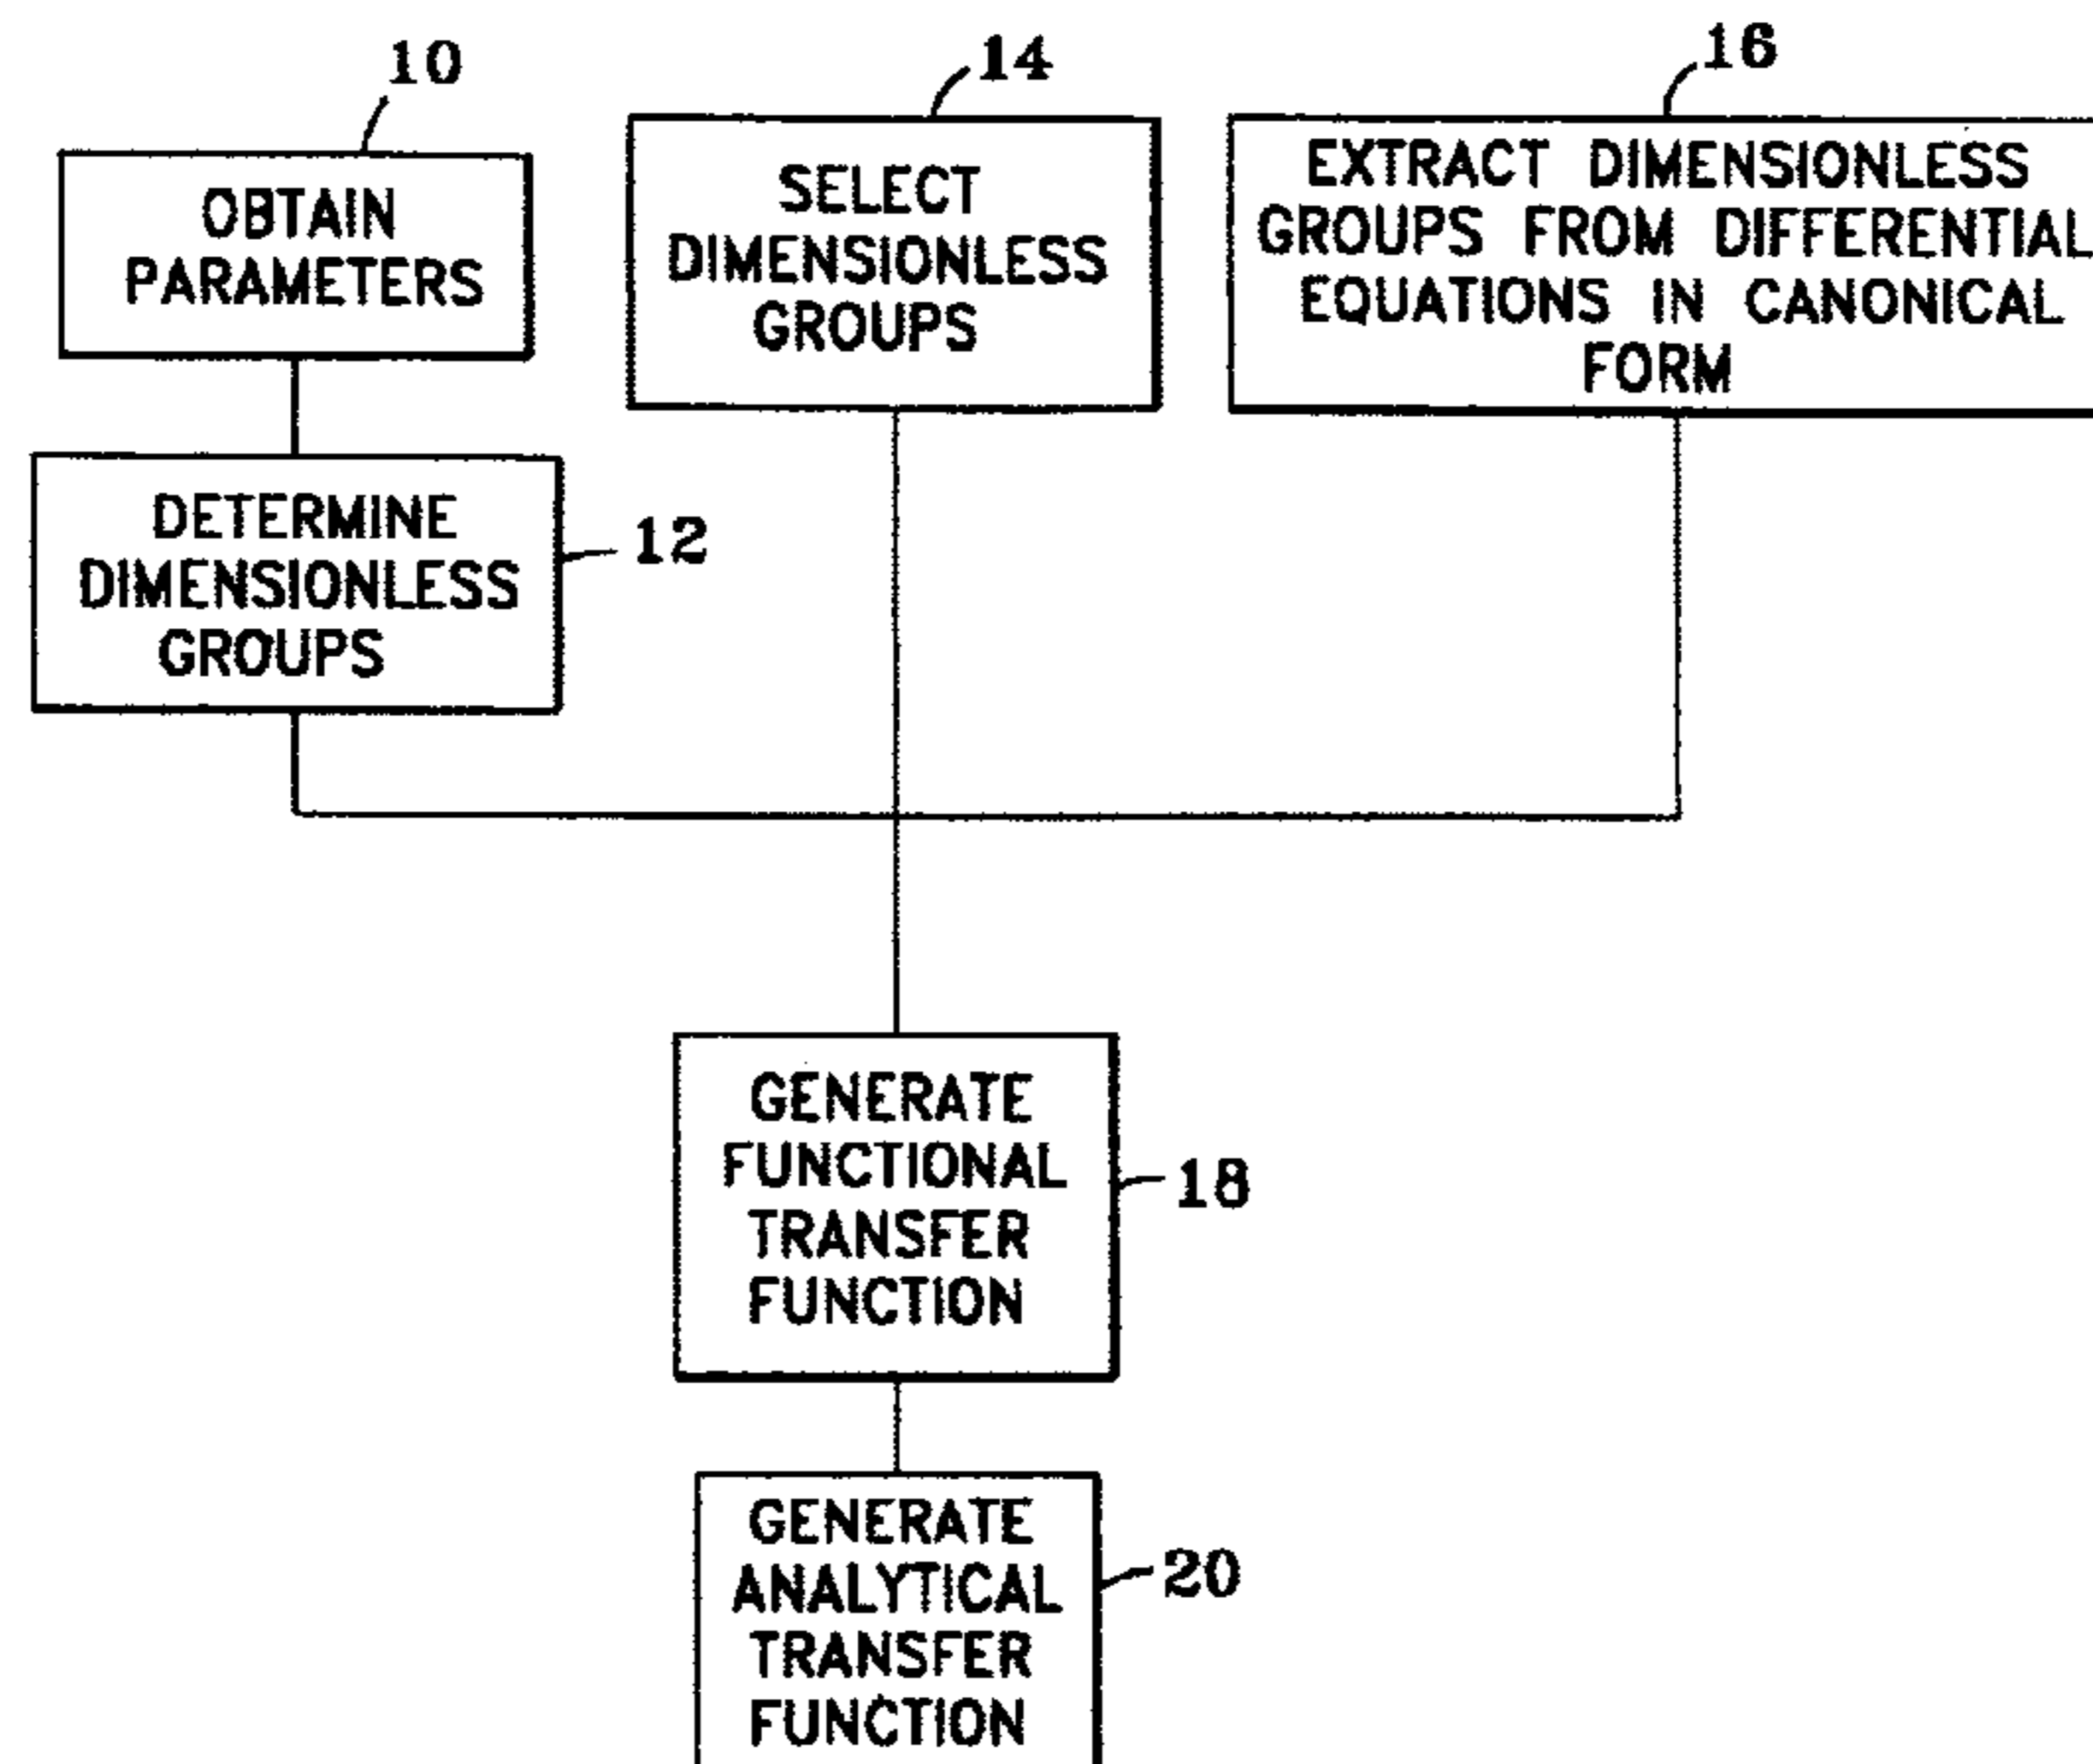 10
OBTAIN
PARAMETERS
14
SELECT
DIMENSIONLESS
GROUPS
16
EXTRACT DIMENSIONLESS
GROUPS FROM DIFFERENTIAL
EQUATIONS IN CANONICAL
FORM
DETERMINE
DIMENSIONLESS
GROUPS
12
GENERATE
FUNCTIONAL
TRANSFER
FUNCTION
18
GENERATE
ANALYTICAL
TRANSFER
FUNCTION
20